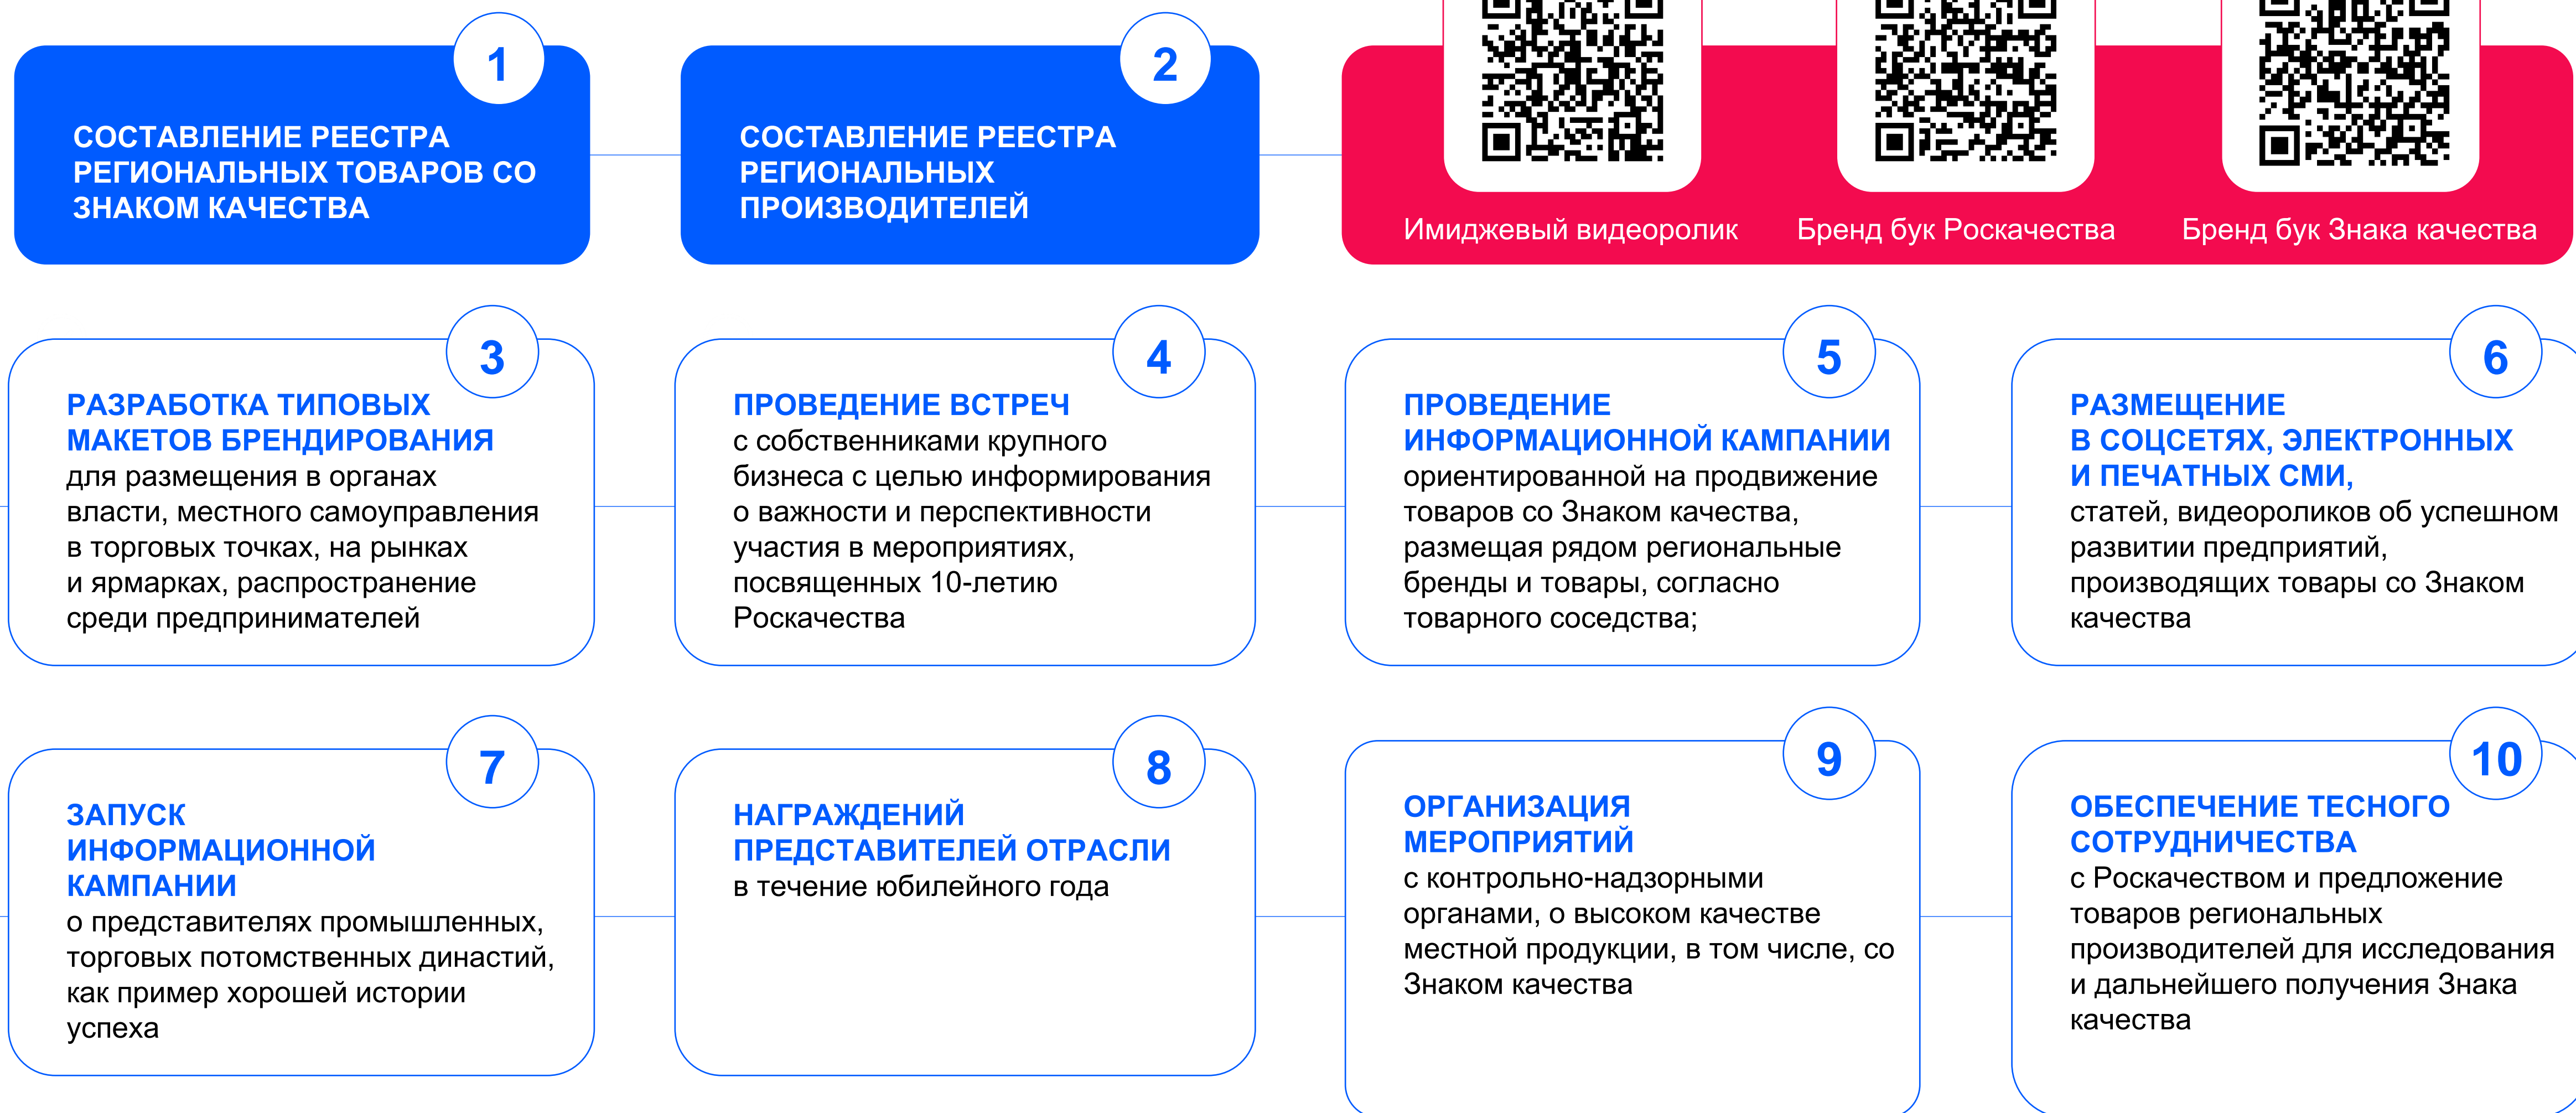 1
СОСТАВЛЕНИЕ РЕЕСТРА
РЕГИОНАЛЬНЫХ ТОВАРОВ СО
ЗНАКОМ КАЧЕСТВА
2
СОСТАВЛЕНИЕ РЕЕСТРА
РЕГИОНАЛЬНЫХ
ПРОИЗВОДИТЕЛЕЙ
Имиджевый видеоролик
Бренд бук Роскачества
Бренд бук Знака качества
3
РАЗРАБОТКА ТИПОВЫХ
МАКЕТОВ БРЕНДИРОВАНИЯ
для размещения в органах
власти, местного самоуправления
в торговых точках, на рынках
и ярмарках, распространение
среди предпринимателей
4
ПРОВЕДЕНИЕ ВСТРЕЧ
с собственниками крупного
бизнеса с целью информирования
о важности и перспективности
участия в мероприятиях,
посвященных 10-летию
Роскачества
5
ПРОВЕДЕНИЕ
ИНФОРМАЦИОННОЙ КАМПАНИИ
ориентированной на продвижение
товаров со Знаком качества,
размещая рядом региональные
бренды и товары, согласно
товарного соседства;
6
РАЗМЕЩЕНИЕ
В СОЦСЕТЯХ, ЭЛЕКТРОННЫХ
И ПЕЧАТНЫХ СМИ,
статей, видеороликов об успешном
развитии предприятий,
производящих товары со Знаком
качества
7
ЗАПУСК
ИНФОРМАЦИОННОЙ
КАМПАНИИ
о представителях промышленных,
торговых потомственных династий,
как пример хорошей истории
успеха
8
НАГРАЖДЕНИЙ
ПРЕДСТАВИТЕЛЕЙ ОТРАСЛИ
в течение юбилейного года
9
ОРГАНИЗАЦИЯ
МЕРОПРИЯТИЙ
с контрольно-надзорными
органами, о высоком качестве
местной продукции, в том числе, со
Знаком качества
10
ОБЕСПЕЧЕНИЕ ТЕСНОГО
СОТРУДНИЧЕСТВА
с Роскачеством и предложение
товаров региональных
производителей для исследования
и дальнейшего получения Знака
качества